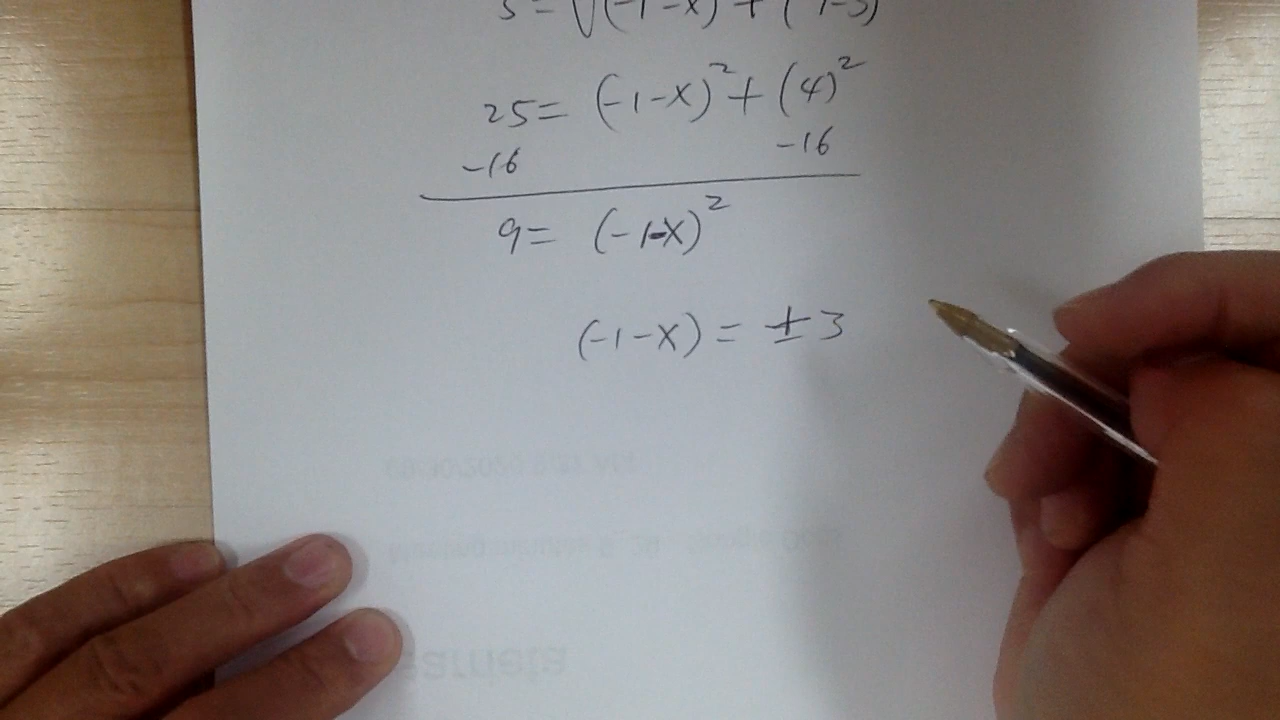 25 = (-1-x)² + (4)²
-16 -16
9 = (-1-x)²
(-1-x) = ±3